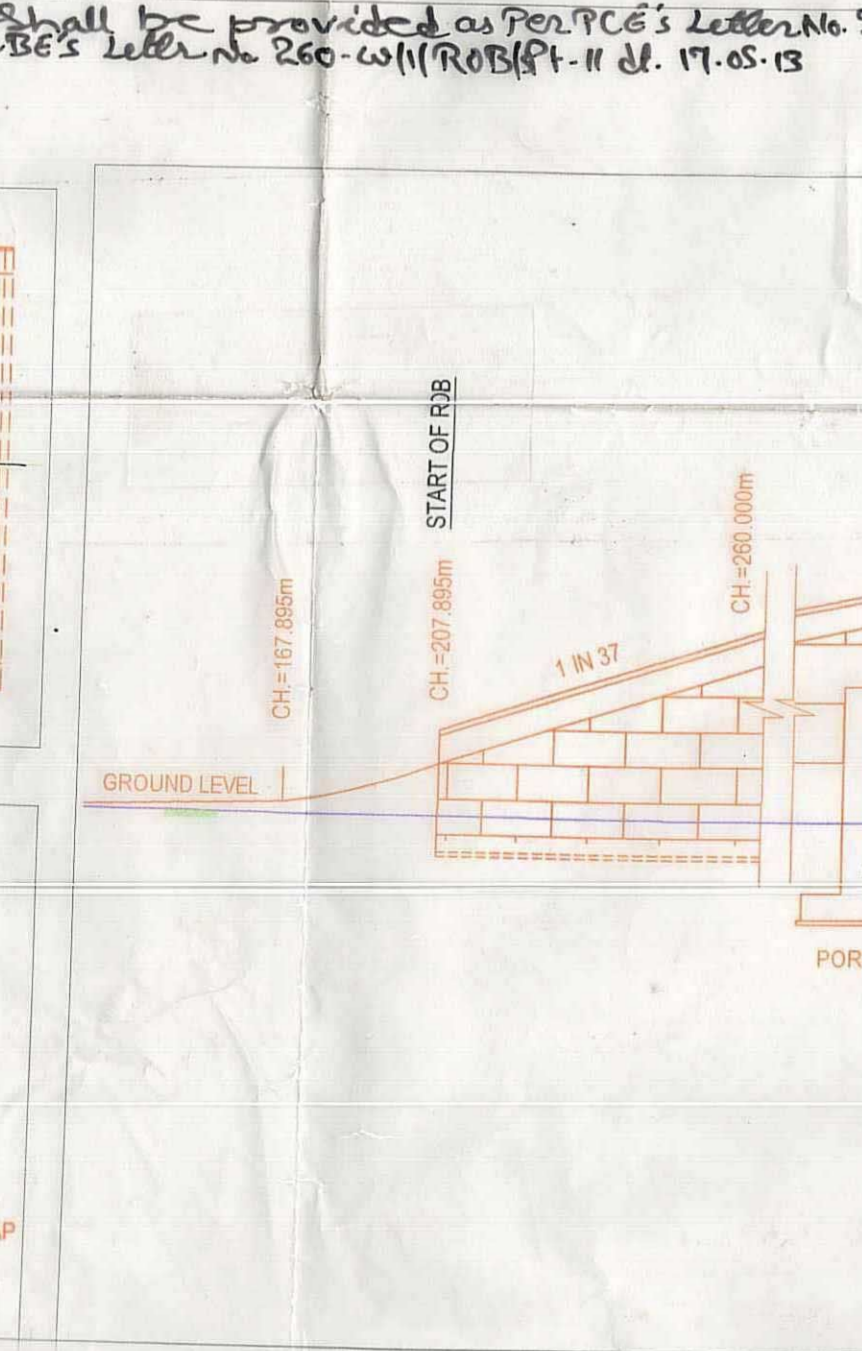 Shall be provided as Per PCE's Letter No.
BE's Letter No 260-W/1/ROB/Pt-II dt. 17.05.13
START OF ROB
CH.=260.000m
CH.=207.895m
CH.=167.895m
1 IN 37
GROUND LEVEL
POR
AP